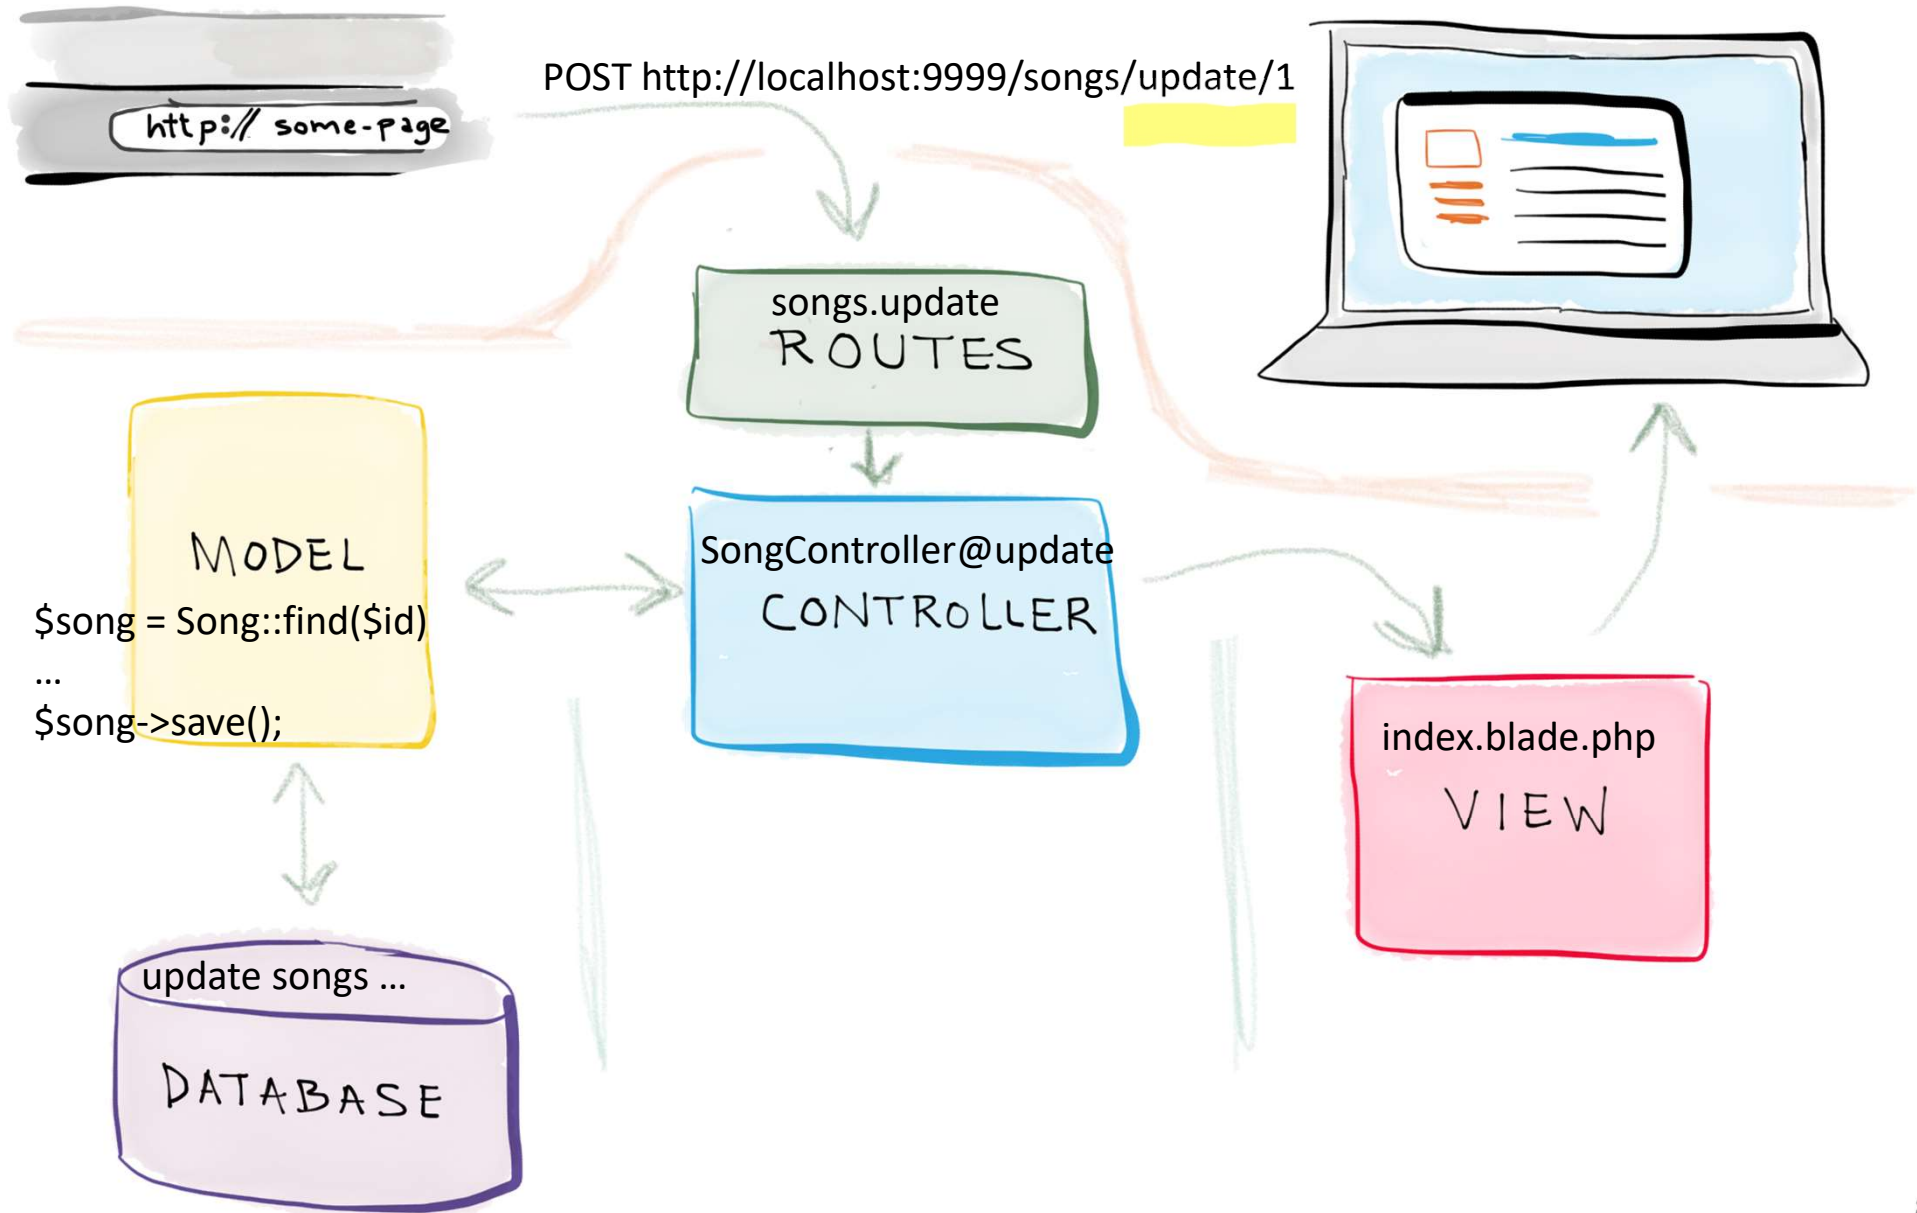 http:// some-page
POST http://localhost:9999/songs/update/1
songs.update
ROUTES
MODEL
$song = Song::find($id)
...
$song->save();
SongController@update
CONTROLLER
index.blade.php
VIEW
update songs ...
DATABASE